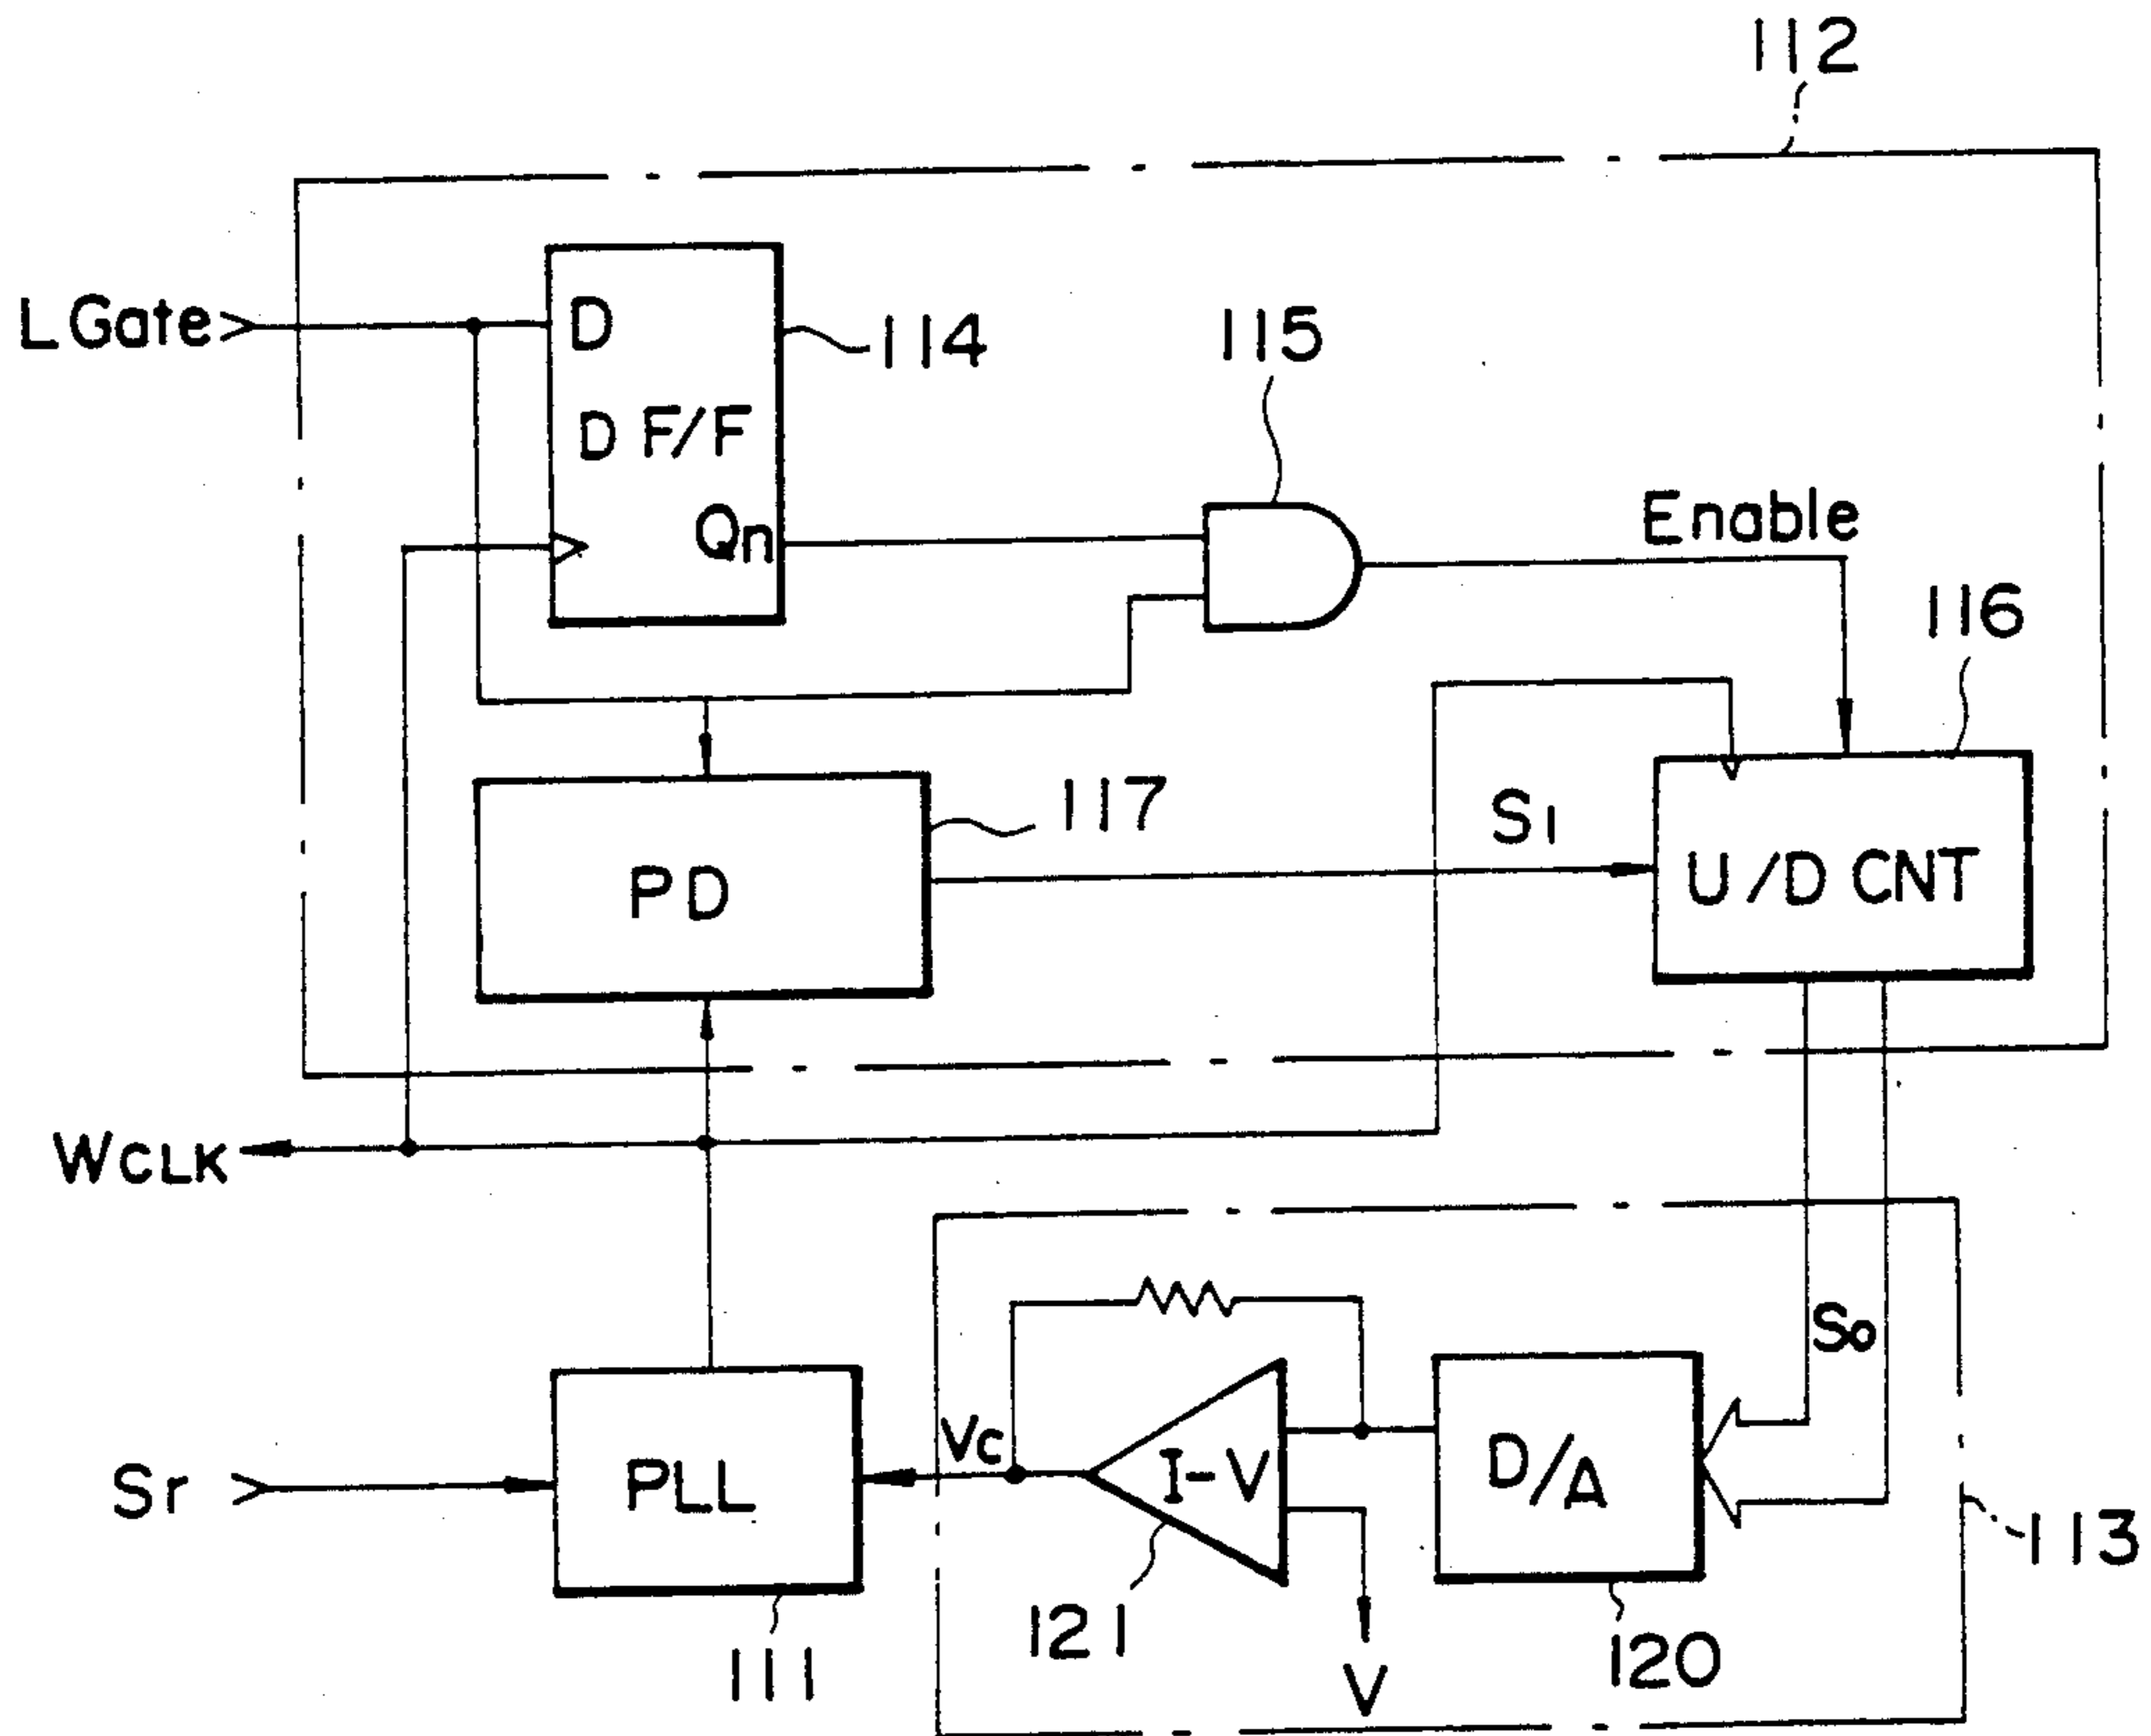 112
LGate
D
D F/F
Qn
114
115
Enable
116
117
PD
S1
U/D CNT
WCLK
So
Sr
PLL
Vc
I-V
D/A
113
121
V
120
111